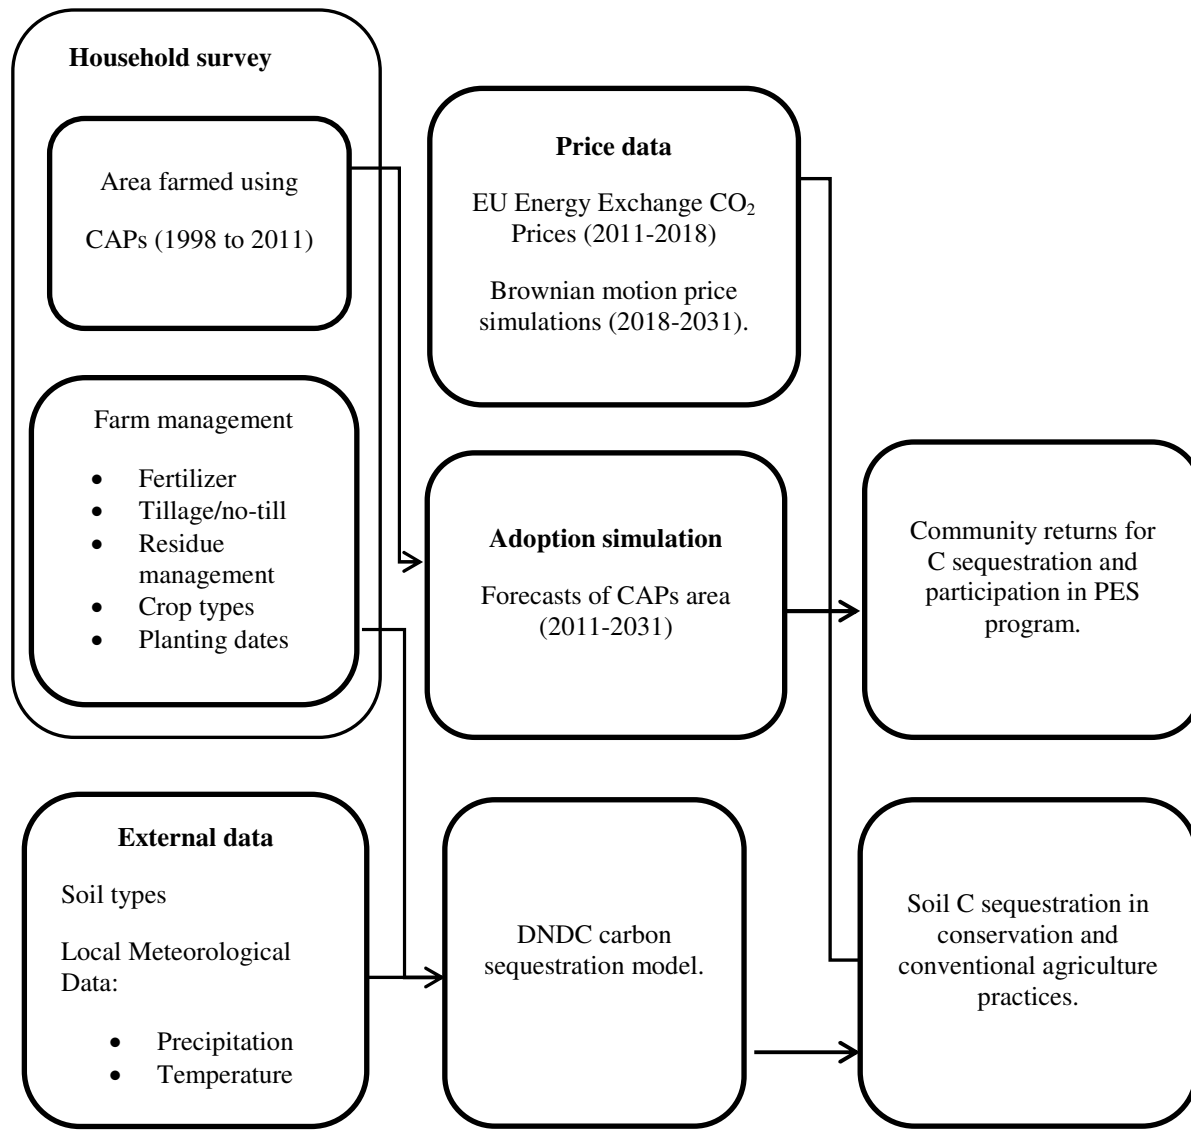 Household survey
Area farmed using
CAPs (1998 to 2011)
Farm management
• Fertilizer
• Tillage/no-till
• Residue
management
• Crop types
• Planting dates
External data
Soil types
Local Meteorological
Data:
• Precipitation
• Temperature
Price data
EU Energy Exchange CO₂
Prices (2011-2018)
Brownian motion price
simulations (2018-2031).
Adoption simulation
Forecasts of CAPs area
(2011-2031)
DNDC carbon
sequestration model.
Community returns for
C sequestration and
participation in PES
program.
Soil C sequestration in
conservation and
conventional agriculture
practices.